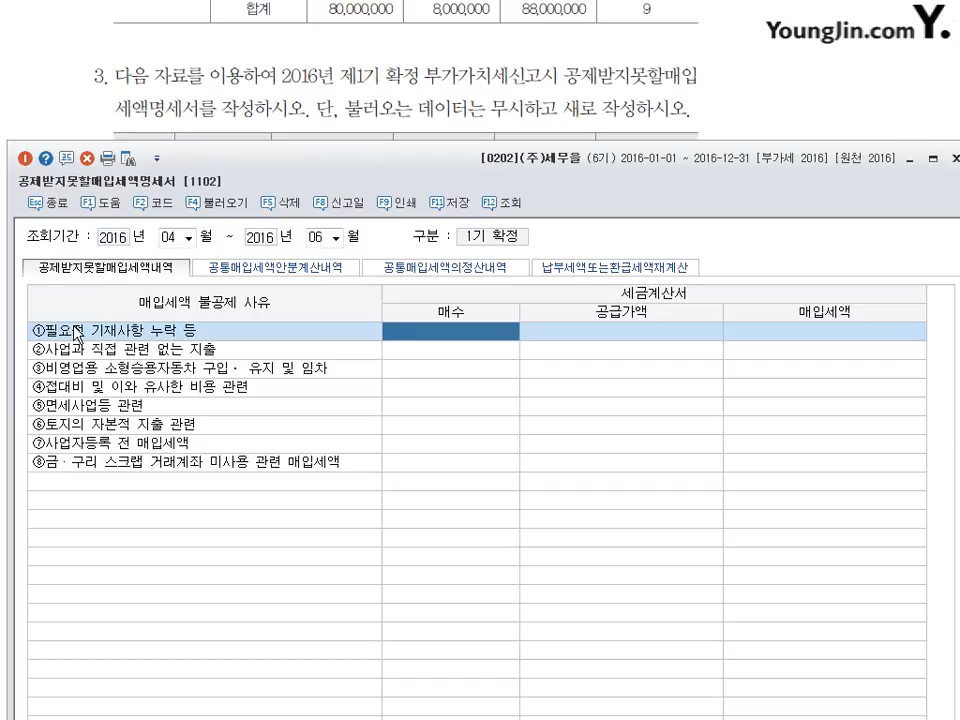 합계 80,000,000 8,000,000 88,000,000 9
YoungJin.com Y.
3. 다음 자료를 이용하여 2016년 제1기 확정 부가가치세신고시 공제받지못할매입
세액명세서를 작성하시오. 단, 불러오는 데이터는 무시하고 새로 작성하시오.
[0202](주)세무을 (6기) 2016-01-01 ~ 2016-12-31 [부가세 2016] [원천 2016]
공제받지못할매입세액명세서 [1102]
Esc 종료 F1 도움 F2 코드 F4 불러오기 F5 삭제 F8 신고일 F9 인쇄 F11 저장 F12 조회
조회기간 : 2016 년 04 월 ~ 2016 년 06 월 구분 : 1기 확정
공제받지못할매입세액내역 공통매입세액안분계산내역 공통매입세액의정산내역 납부세액또는환급세액재계산
매입세액 불공제 사유 세금계산서
매수 공급가액 매입세액
①필요적 기재사항 누락 등
②사업과 직접 관련 없는 지출
③비영업용 소형승용자동차 구입· 유지 및 임차
④접대비 및 이와 유사한 비용 관련
⑤면세사업등 관련
⑥토지의 자본적 지출 관련
⑦사업자등록 전 매입세액
⑧금·구리 스크랩 거래계좌 미사용 관련 매입세액